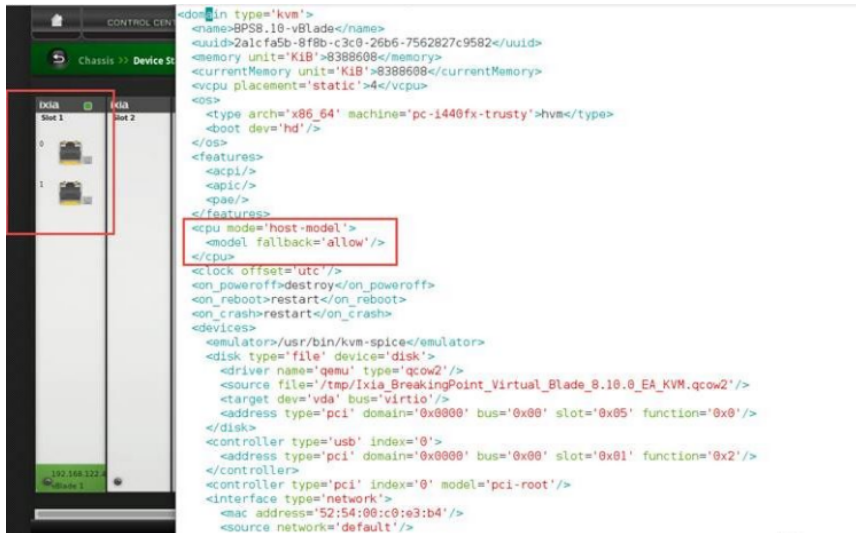 CONTROL CEN
Chassis >> Device St
ixia
ixia
Slot 1
Slot 2
0
1
192.168.122.4
vBlade 1
<domain type='kvm'>
<name>BPS8.10-vBlade</name>
<uuid>2a1cfa5b-8f8b-c3c0-26b6-7562827c9582</uuid>
<memory unit='KiB'>8388608</memory>
<currentMemory unit='KiB'>8388608</currentMemory>
<vcpu placement='static'>4</vcpu>
<os>
<type arch='x86_64' machine='pc-i440fx-trusty'>hvm</type>
<boot dev='hd'/>
</os>
<features>
<acpi/>
<apic/>
<pae/>
</features>
<cpu mode='host-model'>
<model fallback='allow'/>
</cpu>
<clock offset='utc'/>
<on_poweroff>destroy</on_poweroff>
<on_reboot>restart</on_reboot>
<on_crash>restart</on_crash>
<devices>
<emulator>/usr/bin/kvm-spice</emulator>
<disk type='file' device='disk'>
<driver name='qemu' type='qcow2'/>
<source file='/tmp/Ixia_BreakingPoint_Virtual_Blade_8.10.0_EA_KVM.qcow2'/>
<target dev='vda' bus='virtio'/>
<address type='pci' domain='0x0000' bus='0x00' slot='0x05' function='0x0'/>
</disk>
<controller type='usb' index='0'>
<address type='pci' domain='0x0000' bus='0x00' slot='0x01' function='0x2'/>
</controller>
<controller type='pci' index='0' model='pci-root'/>
<interface type='network'>
<mac address='52:54:00:c0:e3:b4'/>
<source network='default'/>